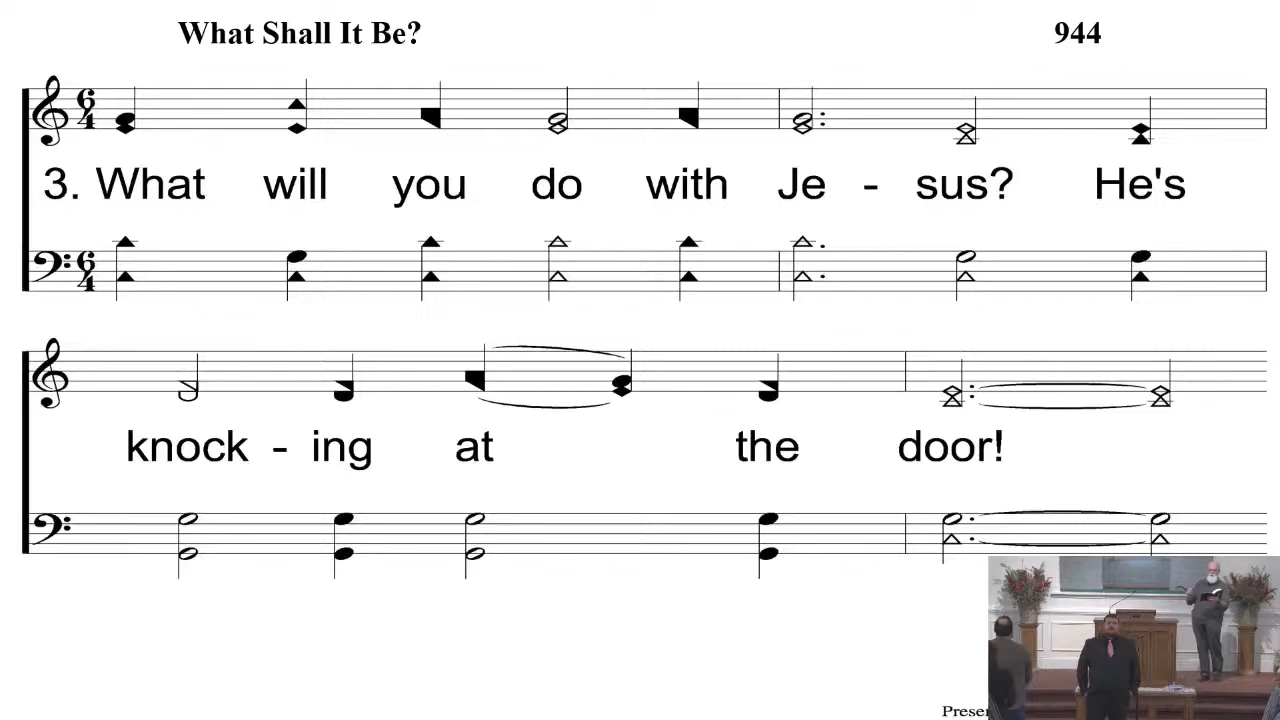 What Shall It Be? 944
3. What will you do with Je - sus? He's
knock - ing at the door!